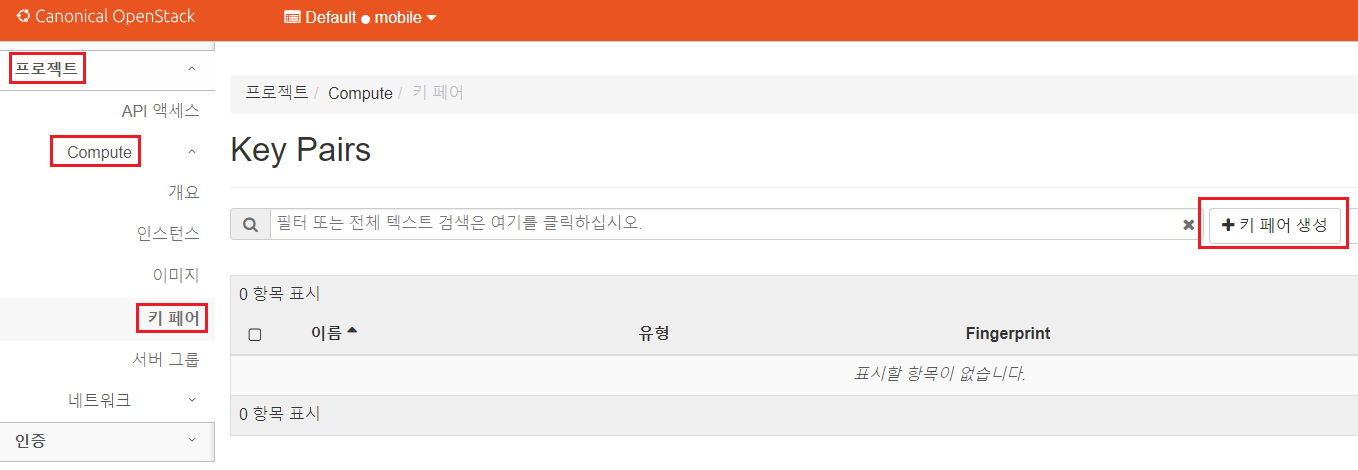 Canonical OpenStack
Default ● mobile
프로젝트
API 액세스
Compute
개요
인스턴스
이미지
키 페어
서버 그룹
네트워크
인증
프로젝트 / Compute / 키 페어
Key Pairs
필터 또는 전체 텍스트 검색은 여기를 클릭하십시오.
+ 키 페어 생성
0 항목 표시
이름 유형 Fingerprint
표시할 항목이 없습니다.
0 항목 표시